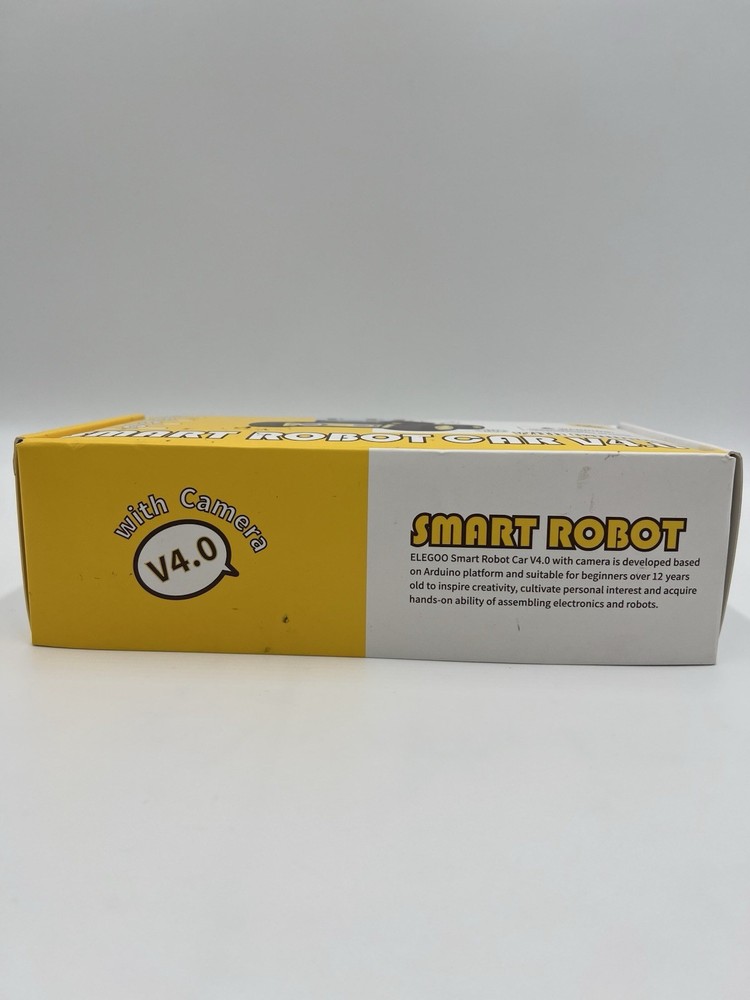 SMART ROBOT CAR V4.0
with Camera
V4.0
SMART ROBOT
ELEGOO Smart Robot Car V4.0 with camera is developed based
on Arduino platform and suitable for beginners over 12 years
old to inspire creativity, cultivate personal interest and acquire
hands-on ability of assembling electronics and robots.